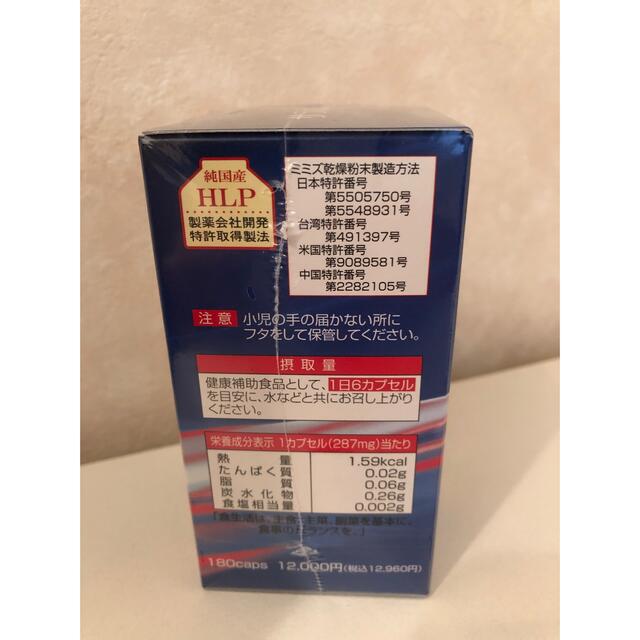 純国産
HLP
製薬会社開発
特許取得製法
ミミズ乾燥粉末製造方法
日本特許番号
第5505750号
第5548931号
台湾特許番号
第491397号
米国特許番号
第9089581号
中国特許番号
第2282105号
注意 小児の手の届かない所に
フタをして保管してください。
摂取量
健康補助食品として、1日6カプセル
を目安に、水などと共にお召し上がり
ください。
栄養成分表示 1カプセル(287mg)当たり
熱量 1.59kcal
たんぱく質 0.02g
脂質 0.06g
炭水化物 0.26g
食塩相当量 0.002g
「食生活は、主食、主菜、副菜を基本に、
食事のバランスを。」
180caps 12,000円(税込12,960円)